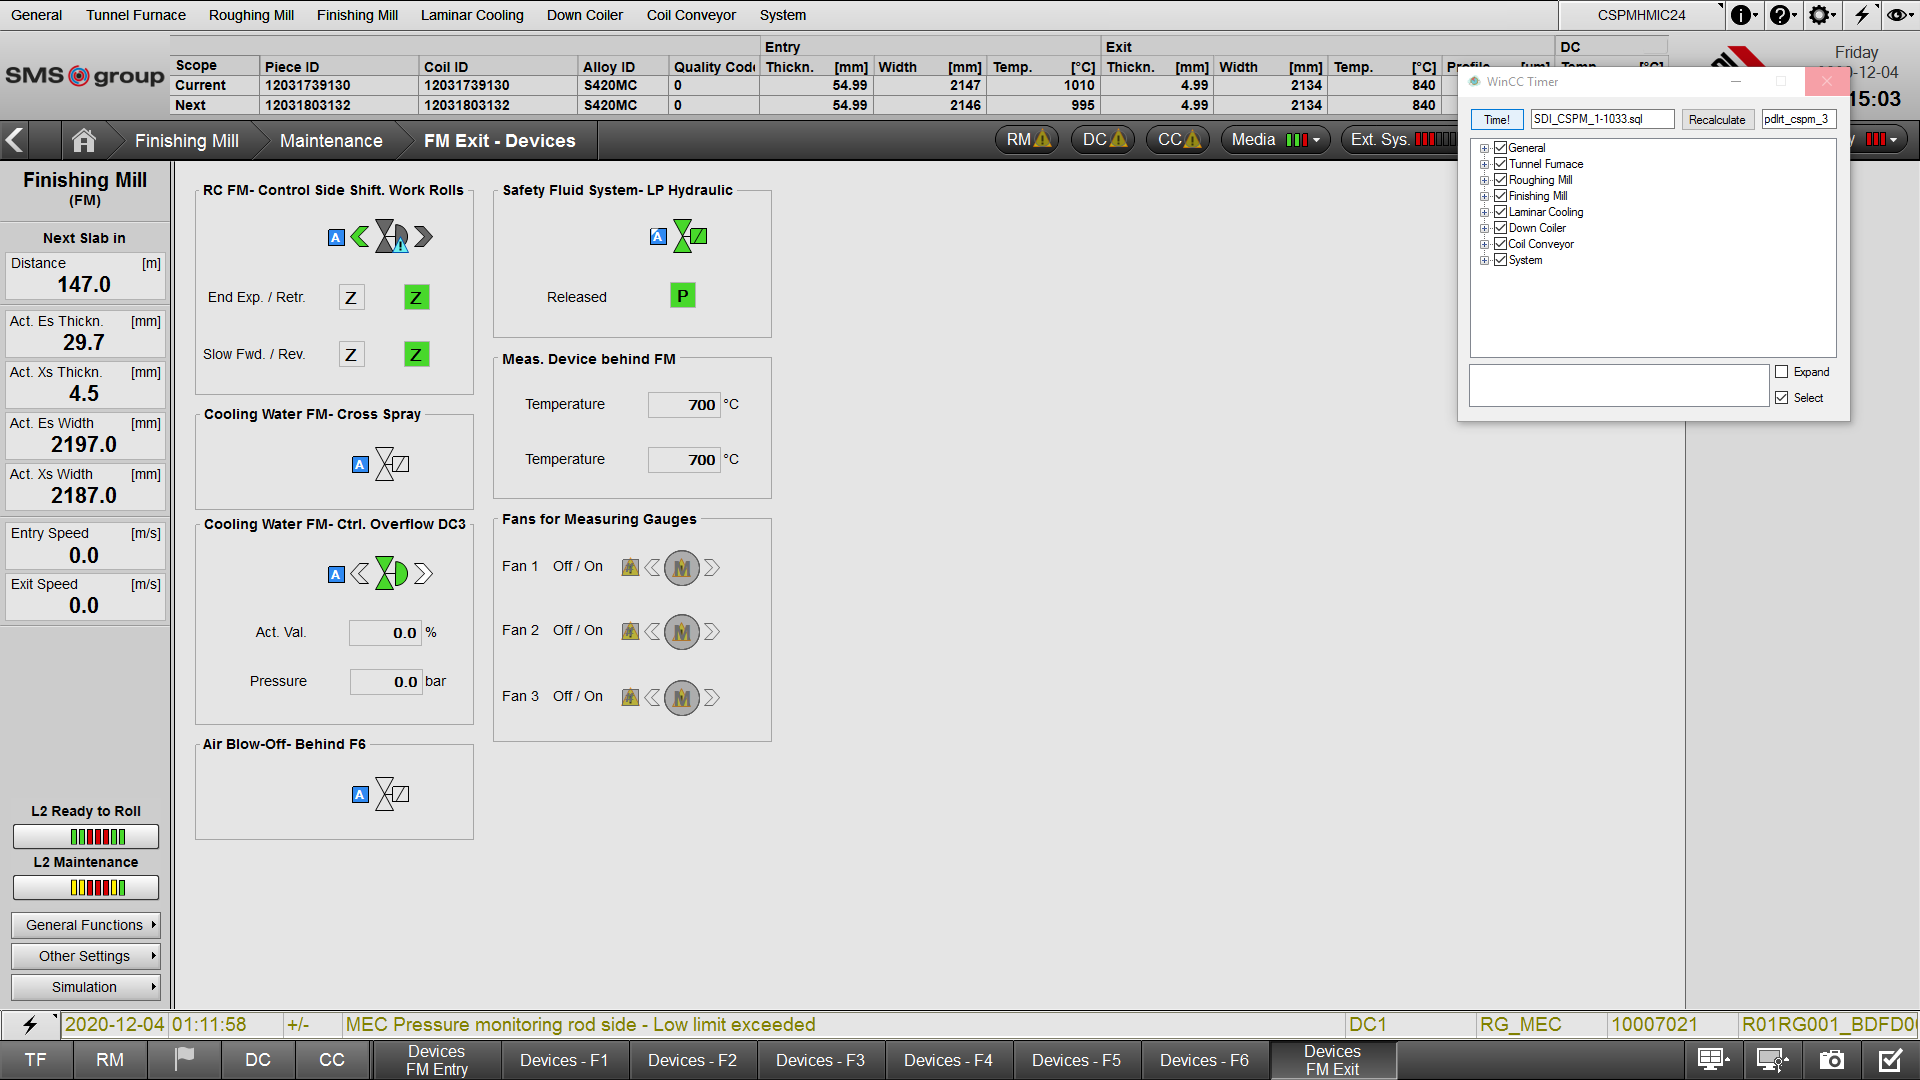 General Tunnel Furnace Roughing Mill Finishing Mill Laminar Cooling Down Coiler Coil Conveyor System CSPMHMIC24
SMS group
Entry Exit DC
Scope Piece ID Coil ID Alloy ID Quality Code Thickn. [mm] Width [mm] Temp. [°C] Thickn. [mm] Width [mm] Temp. [°C]
Current 12031739130 12031739130 S420MC 0 54.99 2147 1010 4.99 2134 840
Next 12031803132 12031803132 S420MC 0 54.99 2146 995 4.99 2134 840
Friday
-12-04
15:03
Finishing Mill Maintenance FM Exit - Devices RM DC CC Media Ext. Sys.
WinCC Timer
Time! SDI_CSPM_1-1033.sql Recalculate pdlrt_cspm_3
General
Tunnel Furnace
Roughing Mill
Finishing Mill
Laminar Cooling
Down Coiler
Coil Conveyor
System
Expand
Select
Finishing Mill
(FM)
Next Slab in
Distance [m]
147.0
Act. Es Thickn. [mm]
29.7
Act. Xs Thickn. [mm]
4.5
Act. Es Width [mm]
2197.0
Act. Xs Width [mm]
2187.0
Entry Speed [m/s]
0.0
Exit Speed [m/s]
0.0
L2 Ready to Roll
L2 Maintenance
General Functions
Other Settings
Simulation
RC FM- Control Side Shift. Work Rolls
A
End Exp. / Retr. Z Z
Slow Fwd. / Rev. Z Z
Cooling Water FM- Cross Spray
A
Cooling Water FM- Ctrl. Overflow DC3
A
Act. Val. 0.0 %
Pressure 0.0 bar
Air Blow-Off- Behind F6
A
Safety Fluid System- LP Hydraulic
A
Released P
Meas. Device behind FM
Temperature 700 °C
Temperature 700 °C
Fans for Measuring Gauges
Fan 1 Off / On M
Fan 2 Off / On M
Fan 3 Off / On M
2020-12-04 01:11:58 +/- MEC Pressure monitoring rod side - Low limit exceeded DC1 RG_MEC 10007021 R01RG001_BDFD0
TF RM DC CC Devices FM Entry Devices - F1 Devices - F2 Devices - F3 Devices - F4 Devices - F5 Devices - F6 Devices FM Exit